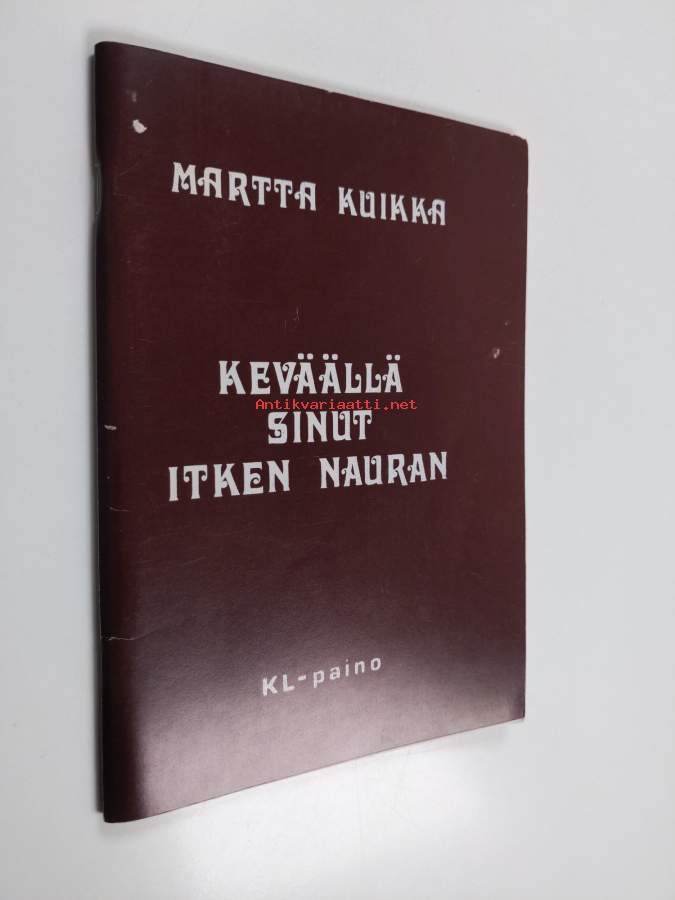 MARTTA KUIKKA
KEVÄÄLLÄ
Antikvariaatti.net
SINUT
ITKEN NAURAN
KL-paino